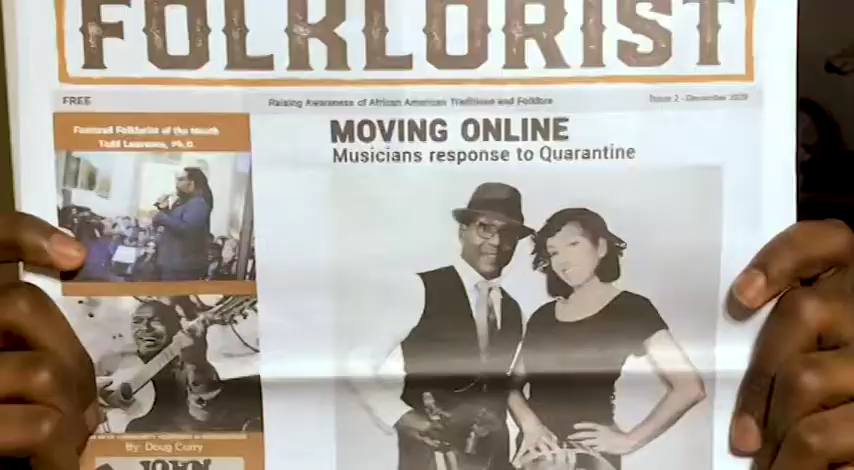 FOLKLORIST
FREE
Raising Awareness of African American Traditions and Folklore
Issue 2 - December 2020
Featured Folklorist of the Month
Todd Lawrence, Ph.D.
MOVING ONLINE
Musicians response to Quarantine
By: Doug Curry
JOHN